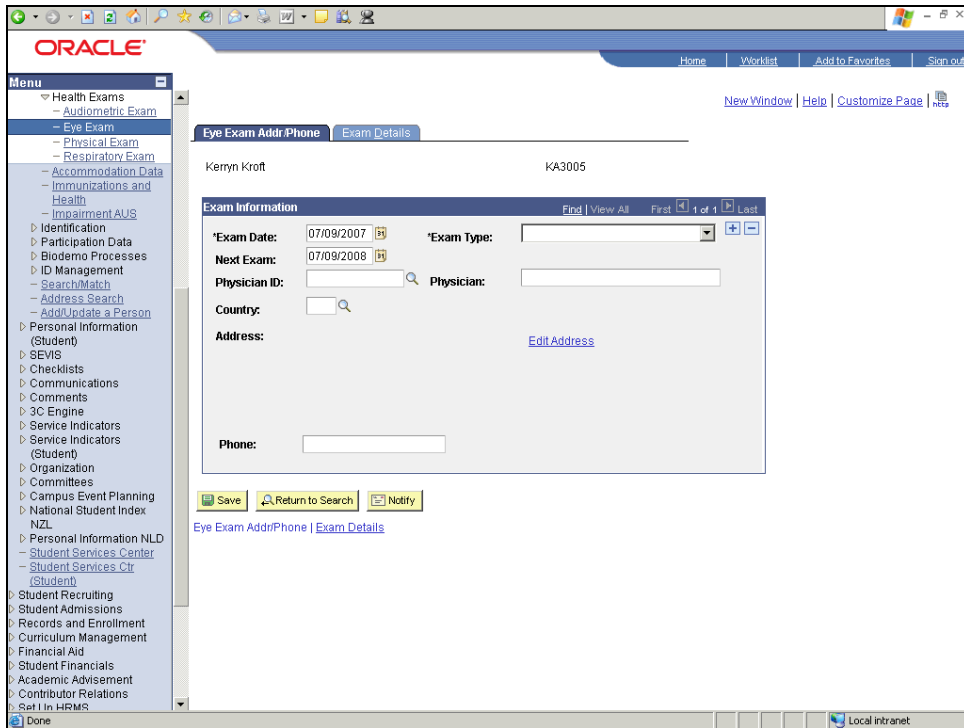 ORACLE
Home | Worklist | Add to Favorites | Sign out
Menu
Health Exams
Audiometric Exam
Eye Exam
Physical Exam
Respiratory Exam
Accommodation Data
Immunizations and
Health
Impairment AUS
Identification
Participation Data
Biodemo Processes
ID Management
Search/Match
Address Search
Add/Update a Person
Personal Information
(Student)
SEVIS
Checklists
Communications
Comments
3C Engine
Service Indicators
Service Indicators
(Student)
Organization
Committees
Campus Event Planning
National Student Index
NZL
Personal Information NLD
Student Services Center
Student Services Ctr
(Student)
Student Recruiting
Student Admissions
Records and Enrollment
Curriculum Management
Financial Aid
Student Financials
Academic Advisement
Contributor Relations
Set Up HRMS
New Window | Help | Customize Page | http
Eye Exam Addr/Phone Exam Details
Kerryn Kroft KA3005
Exam Information Find | View All First 1 of 1 Last
*Exam Date: 07/09/2007 31 *Exam Type:
Next Exam: 07/09/2008 31
Physician ID: Physician:
Country:
Address: Edit Address
Phone:
Save Return to Search Notify
Eye Exam Addr/Phone | Exam Details
Done Local intranet